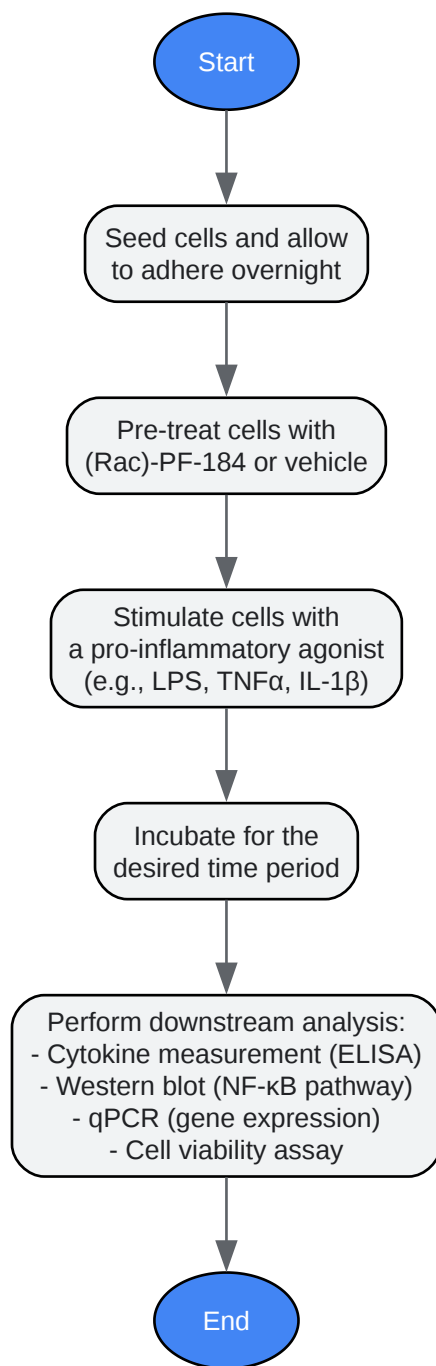 Start
Seed cells and allow
to adhere overnight
Pre-treat cells with
(Rac)-PF-184 or vehicle
Stimulate cells with
a pro-inflammatory agonist
(e.g., LPS, TNFα, IL-1β)
Incubate for the
desired time period
Perform downstream analysis:
- Cytokine measurement (ELISA)
- Western blot (NF-κB pathway)
- qPCR (gene expression)
- Cell viability assay
End